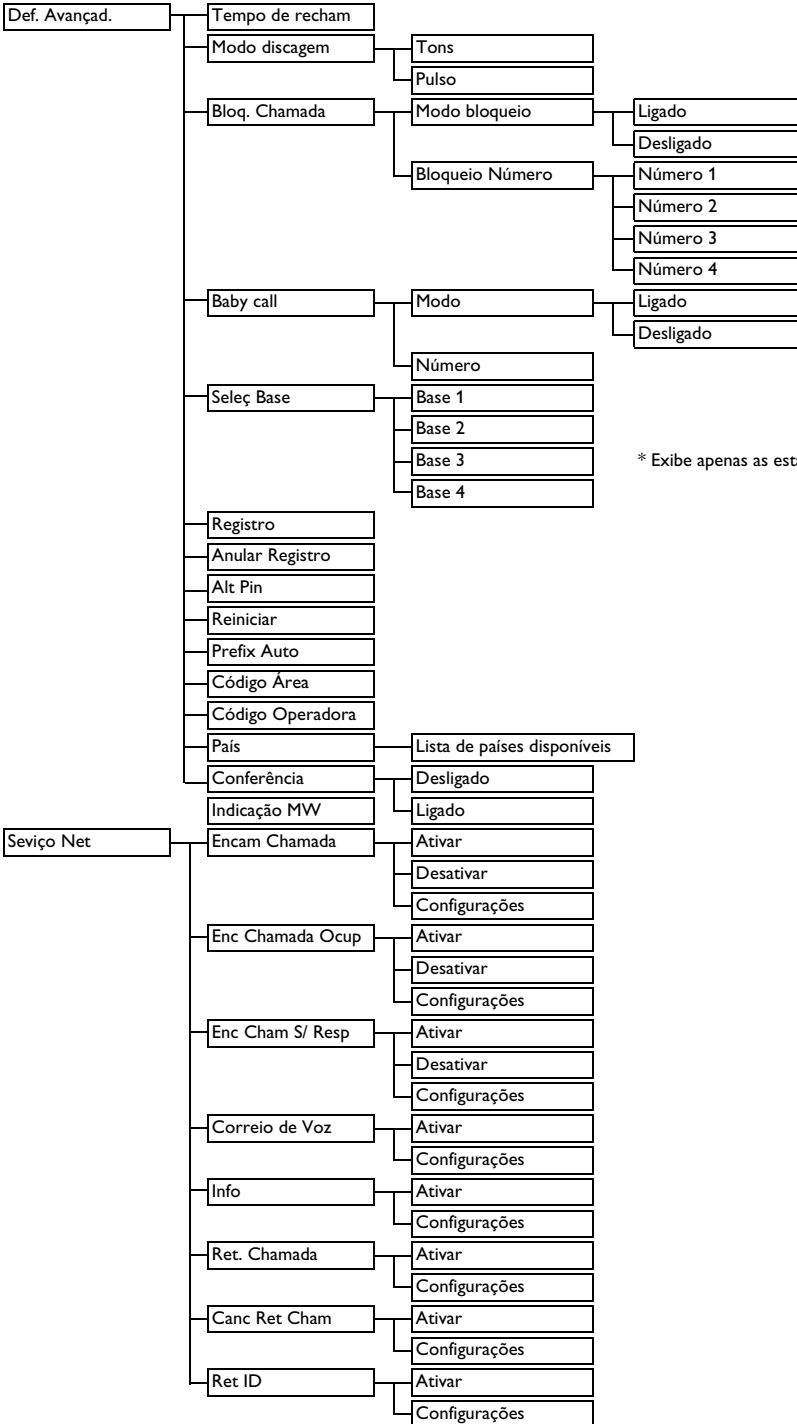 Def. Avançad.
Tempo de recham
Modo discagem
Tons
Pulso
Bloq. Chamada
Modo bloqueio
Ligado
Desligado
Bloqueio Número
Número 1
Número 2
Número 3
Número 4
Baby call
Modo
Ligado
Desligado
Número
Seleç Base
Base 1
Base 2
Base 3
* Exibe apenas as
Base 4
Registro
Anular Registro
Alt Pin
Reiniciar
Prefix Auto
Código Área
Código Operadora
País
Lista de países disponíveis
Conferência
Desligado
Indicação MW
Ligado
Seviço Net
Encam Chamada
Ativar
Desativar
Configurações
Enc Chamada Ocup
Ativar
Desativar
Configurações
Enc Cham S/ Resp
Ativar
Desativar
Configurações
Correio de Voz
Ativar
Configurações
Info
Ativar
Configurações
Ret. Chamada
Ativar
Configurações
Canc Ret Cham
Ativar
Configurações
Ret ID
Ativar
Configurações